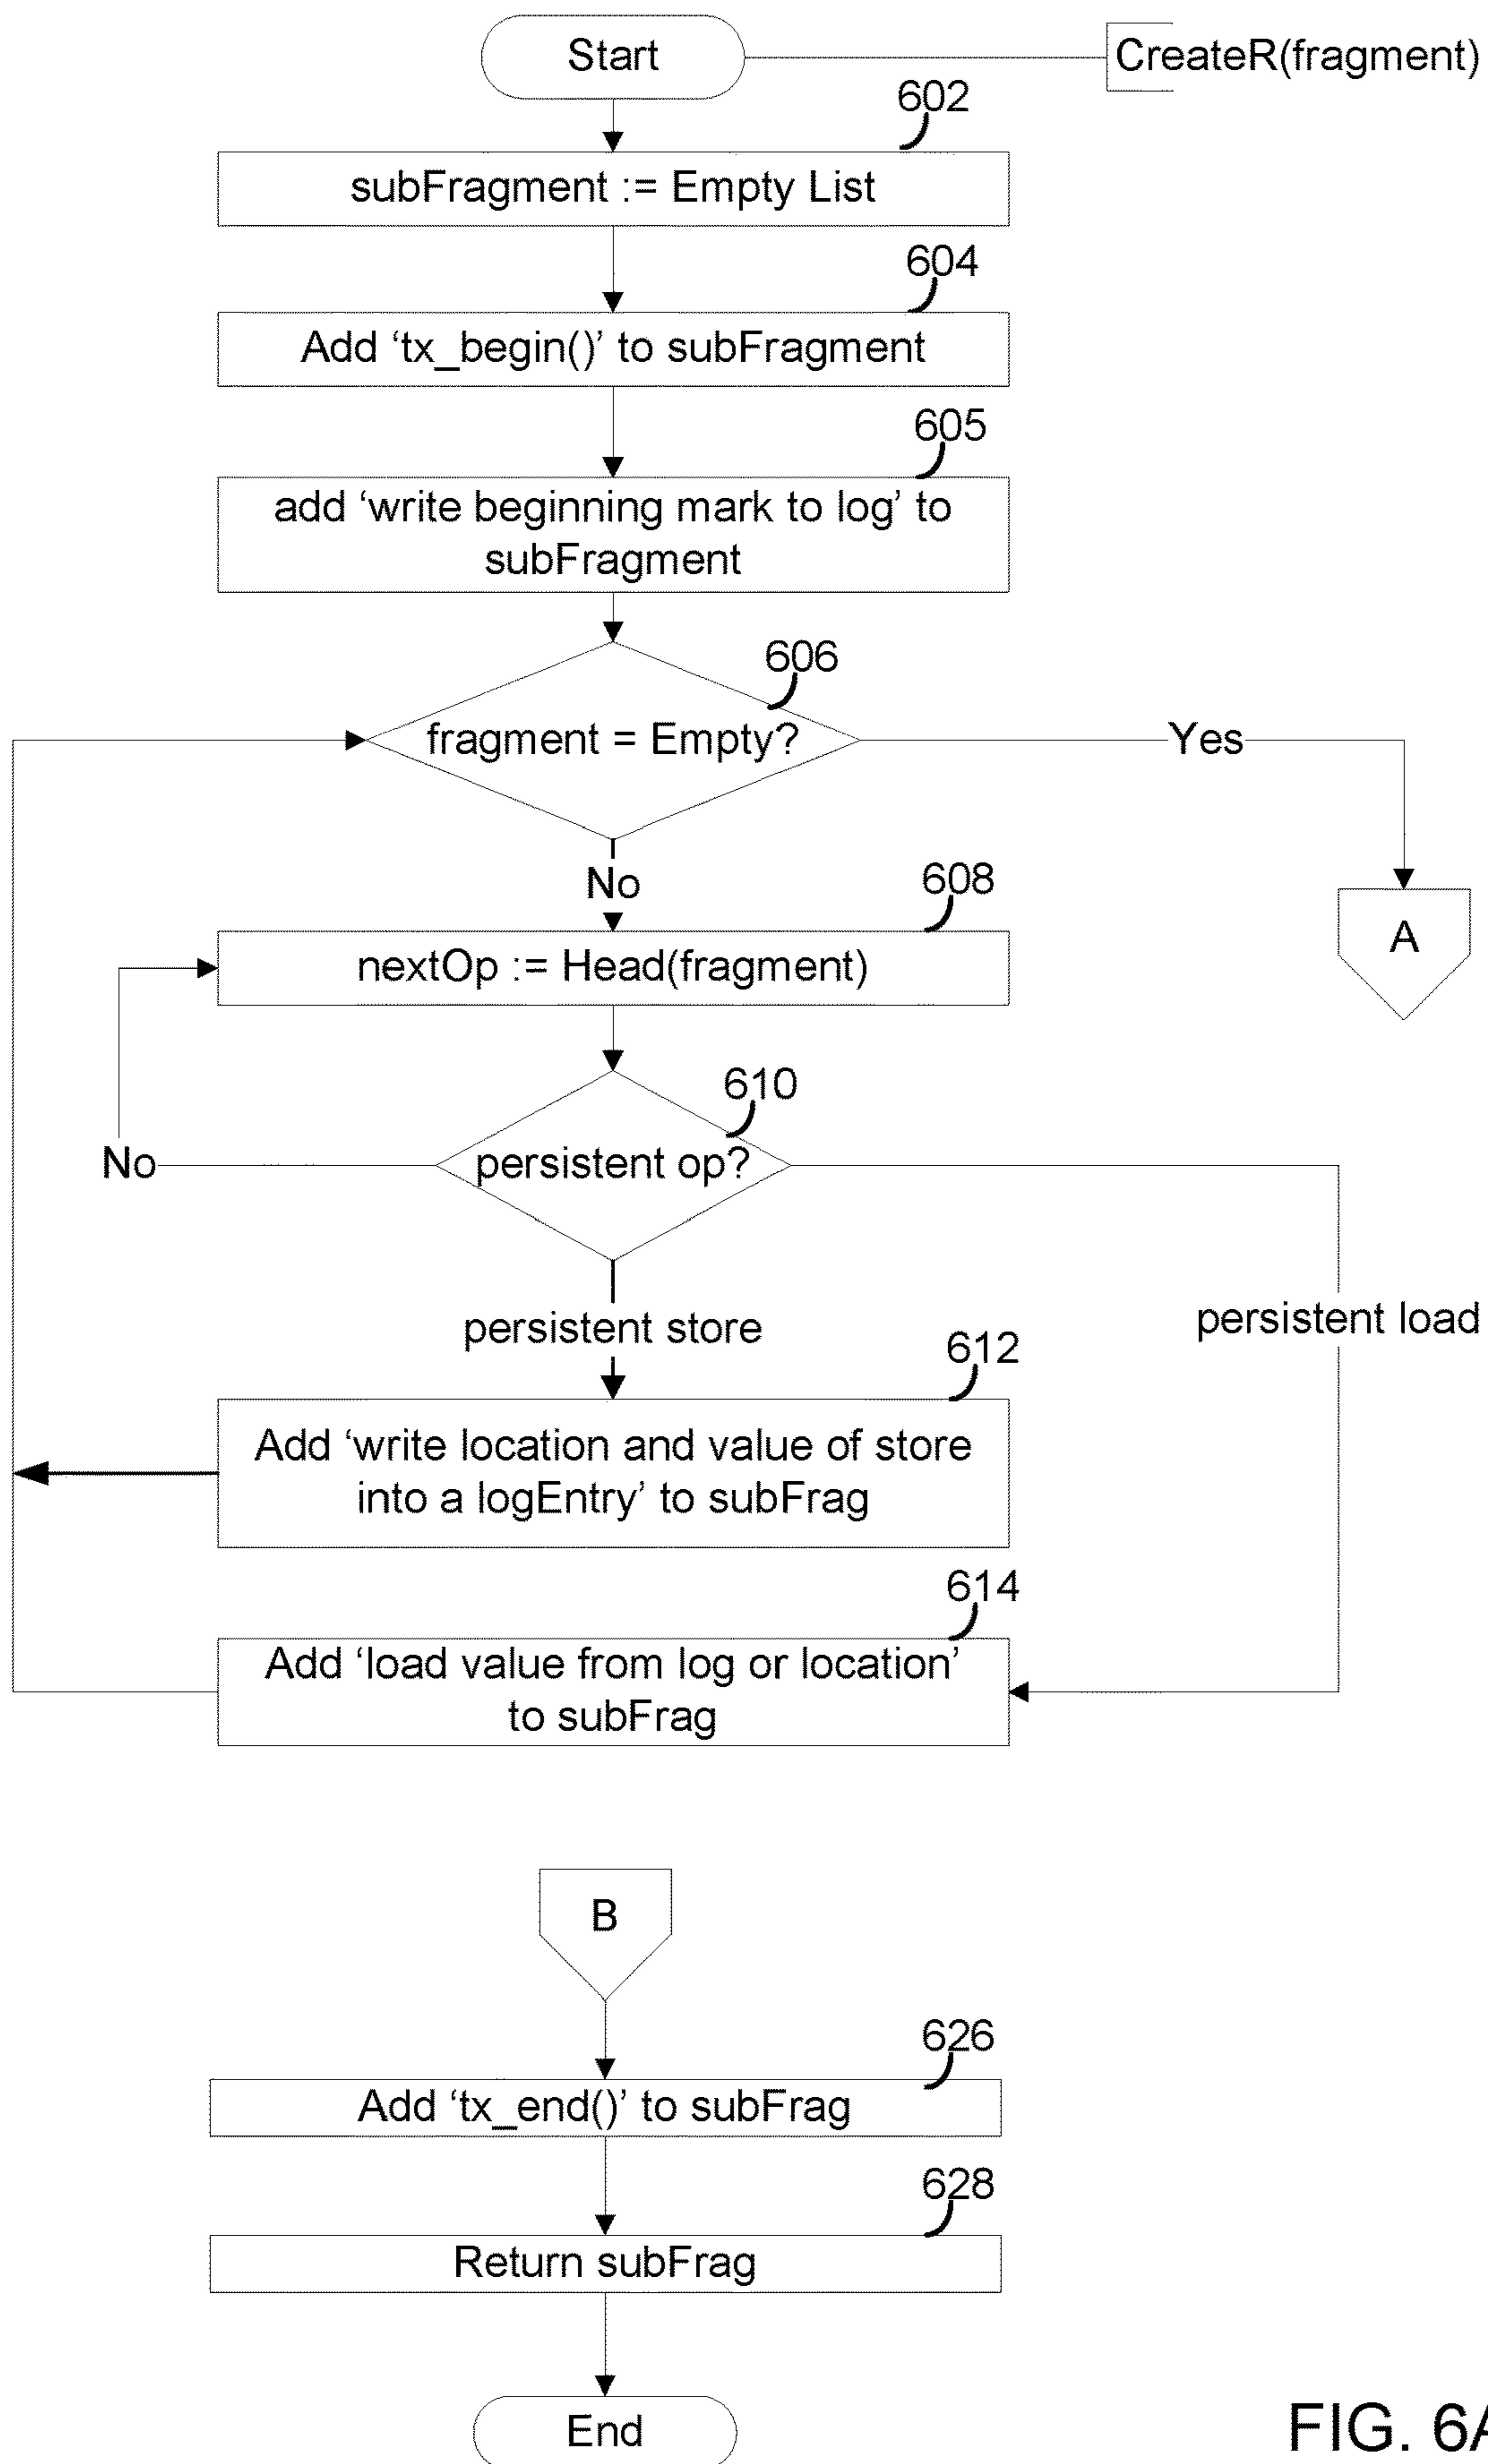 Start
CreateR(fragment)
602
subFragment := Empty List
604
Add ‘tx_begin()’ to subFragment
605
add ‘write beginning mark to log’ to
subFragment
606
fragment = Empty?
Yes
No
608
nextOp := Head(fragment)
A
610
persistent op?
No
persistent store
persistent load
612
Add ‘write location and value of store
into a logEntry’ to subFrag
614
Add ‘load value from log or location’
to subFrag
B
626
Add ‘tx_end()’ to subFrag
628
Return subFrag
End
FIG. 6A